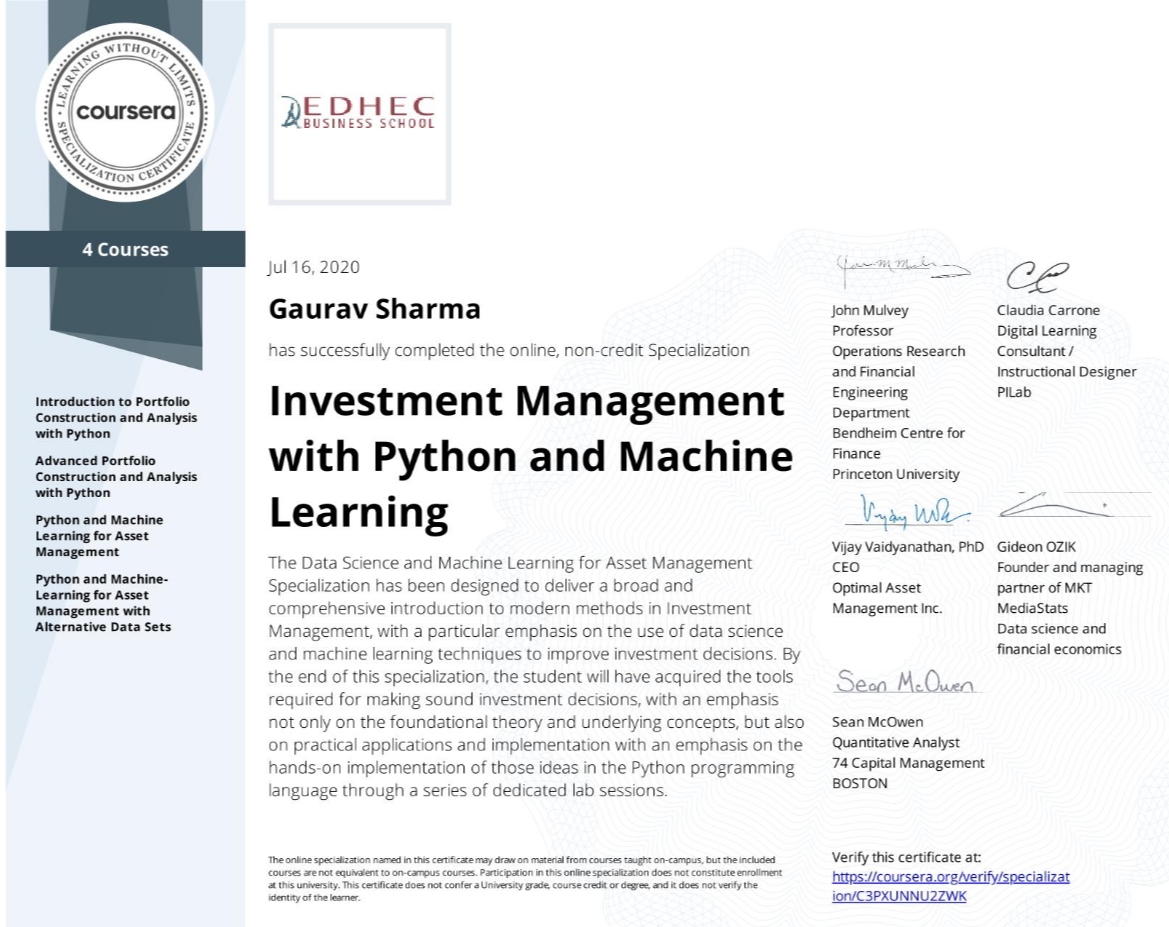 LEARNING WITHOUT LIMITS
coursera
SPECIALIZATION CERTIFICATE
4 Courses
Introduction to Portfolio
Construction and Analysis
with Python
Advanced Portfolio
Construction and Analysis
with Python
Python and Machine
Learning for Asset
Management
Python and Machine-
Learning for Asset
Management with
Alternative Data Sets
EDHEC
BUSINESS SCHOOL
Jul 16, 2020
Gaurav Sharma
has successfully completed the online, non-credit Specialization
Investment Management
with Python and Machine
Learning
The Data Science and Machine Learning for Asset Management
Specialization has been designed to deliver a broad and
comprehensive introduction to modern methods in Investment
Management, with a particular emphasis on the use of data science
and machine learning techniques to improve investment decisions. By
the end of this specialization, the student will have acquired the tools
required for making sound investment decisions, with an emphasis
not only on the foundational theory and underlying concepts, but also
on practical applications and implementation with an emphasis on the
hands-on implementation of those ideas in the Python programming
language through a series of dedicated lab sessions.
The online specialization named in this certificate may draw on material from courses taught on-campus, but the included
courses are not equivalent to on-campus courses. Participation in this online specialization does not constitute enrollment
at this university. This certificate does not confer a University grade, course credit or degree, and it does not verify the
identity of the learner.
John Mulvey
Professor
Operations Research
and Financial
Engineering
Department
Bendheim Centre for
Finance
Princeton University
Claudia Carrone
Digital Learning
Consultant /
Instructional Designer
PILab
Vijay Vaidyanathan, PhD
CEO
Optimal Asset
Management Inc.
Gideon OZIK
Founder and managing
partner of MKT
MediaStats
Data science and
financial economics
Sean McOwen
Sean McOwen
Quantitative Analyst
74 Capital Management
BOSTON
Verify this certificate at:
https://coursera.org/verify/specializat
ion/C3PXUNNU2ZWK